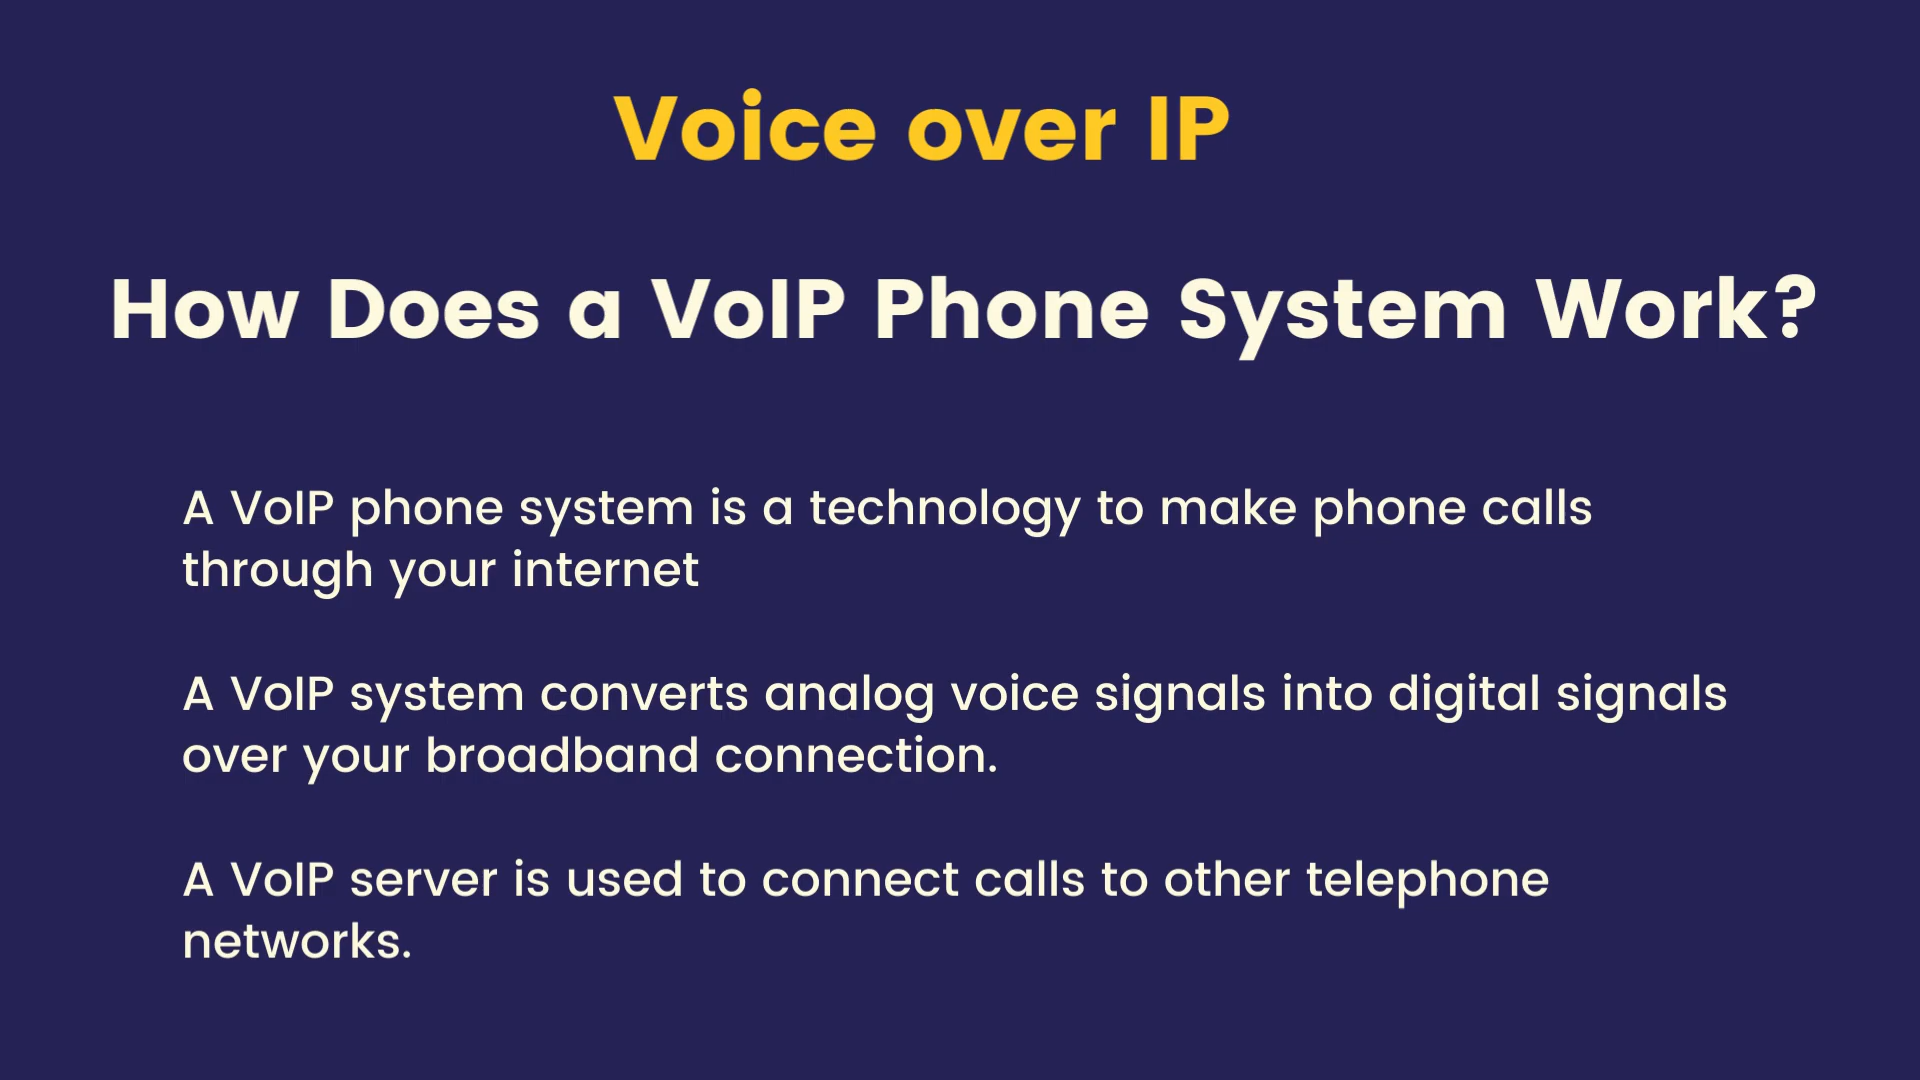 Voice over IP
How Does a VoIP Phone System Work?
A VoIP phone system is a technology to make phone calls
through your internet
A VoIP system converts analog voice signals into digital signals
over your broadband connection.
A VoIP server is used to connect calls to other telephone
networks.